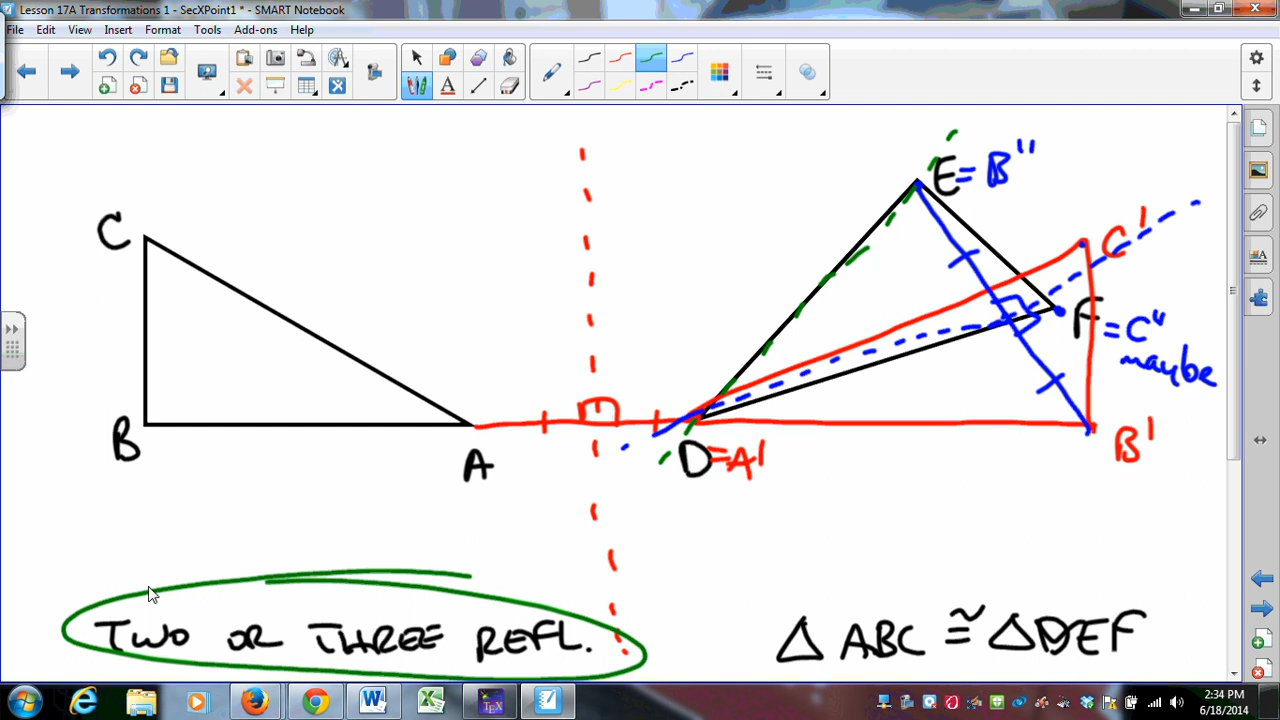 Lesson 17A Transformations 1 - SecXPoint1 * - SMART Notebook
File Edit View Insert Format Tools Add-ons Help
E = B"
C
C'
F = C"
maybe
B
A
D = A'
B'
TWO OR THREE REFL.
△ ABC ≅ △DEF
2:34 PM
6/18/2014